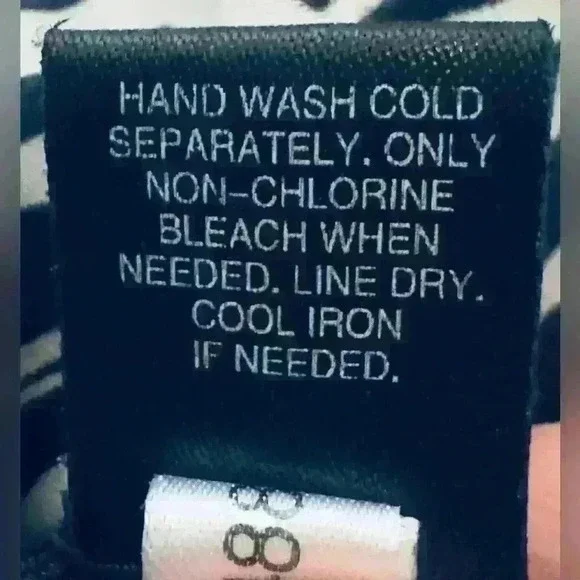 HAND WASH COLD
SEPARATELY. ONLY
NON-CHLORINE
BLEACH WHEN
NEEDED. LINE DRY.
COOL IRON
IF NEEDED.